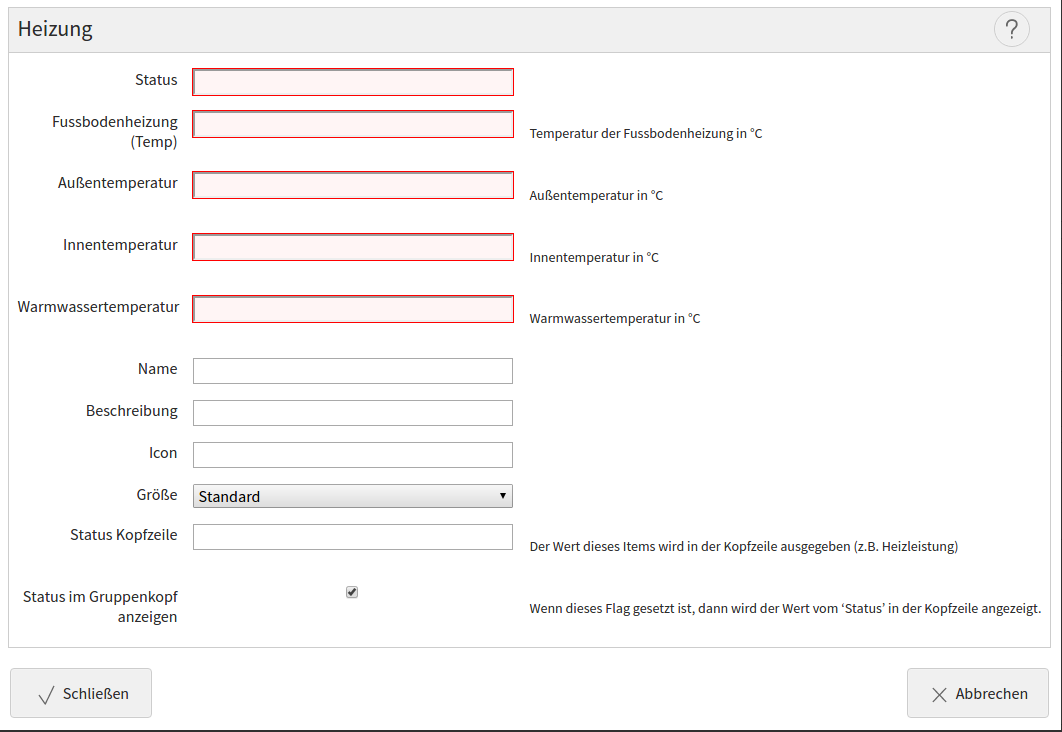 Heizung
?
Status
Fussbodenheizung
(Temp)
Temperatur der Fussbodenheizung in °C
Außentemperatur
Außentemperatur in °C
Innentemperatur
Innentemperatur in °C
Warmwassertemperatur
Warmwassertemperatur in °C
Name
Beschreibung
Icon
Größe
Standard
Status Kopfzeile
Der Wert dieses Items wird in der Kopfzeile ausgegeben (z.B. Heizleistung)
Status im Gruppenkopf
anzeigen
Wenn dieses Flag gesetzt ist, dann wird der Wert vom ‘Status’ in der Kopfzeile angezeigt.
Schließen
Abbrechen